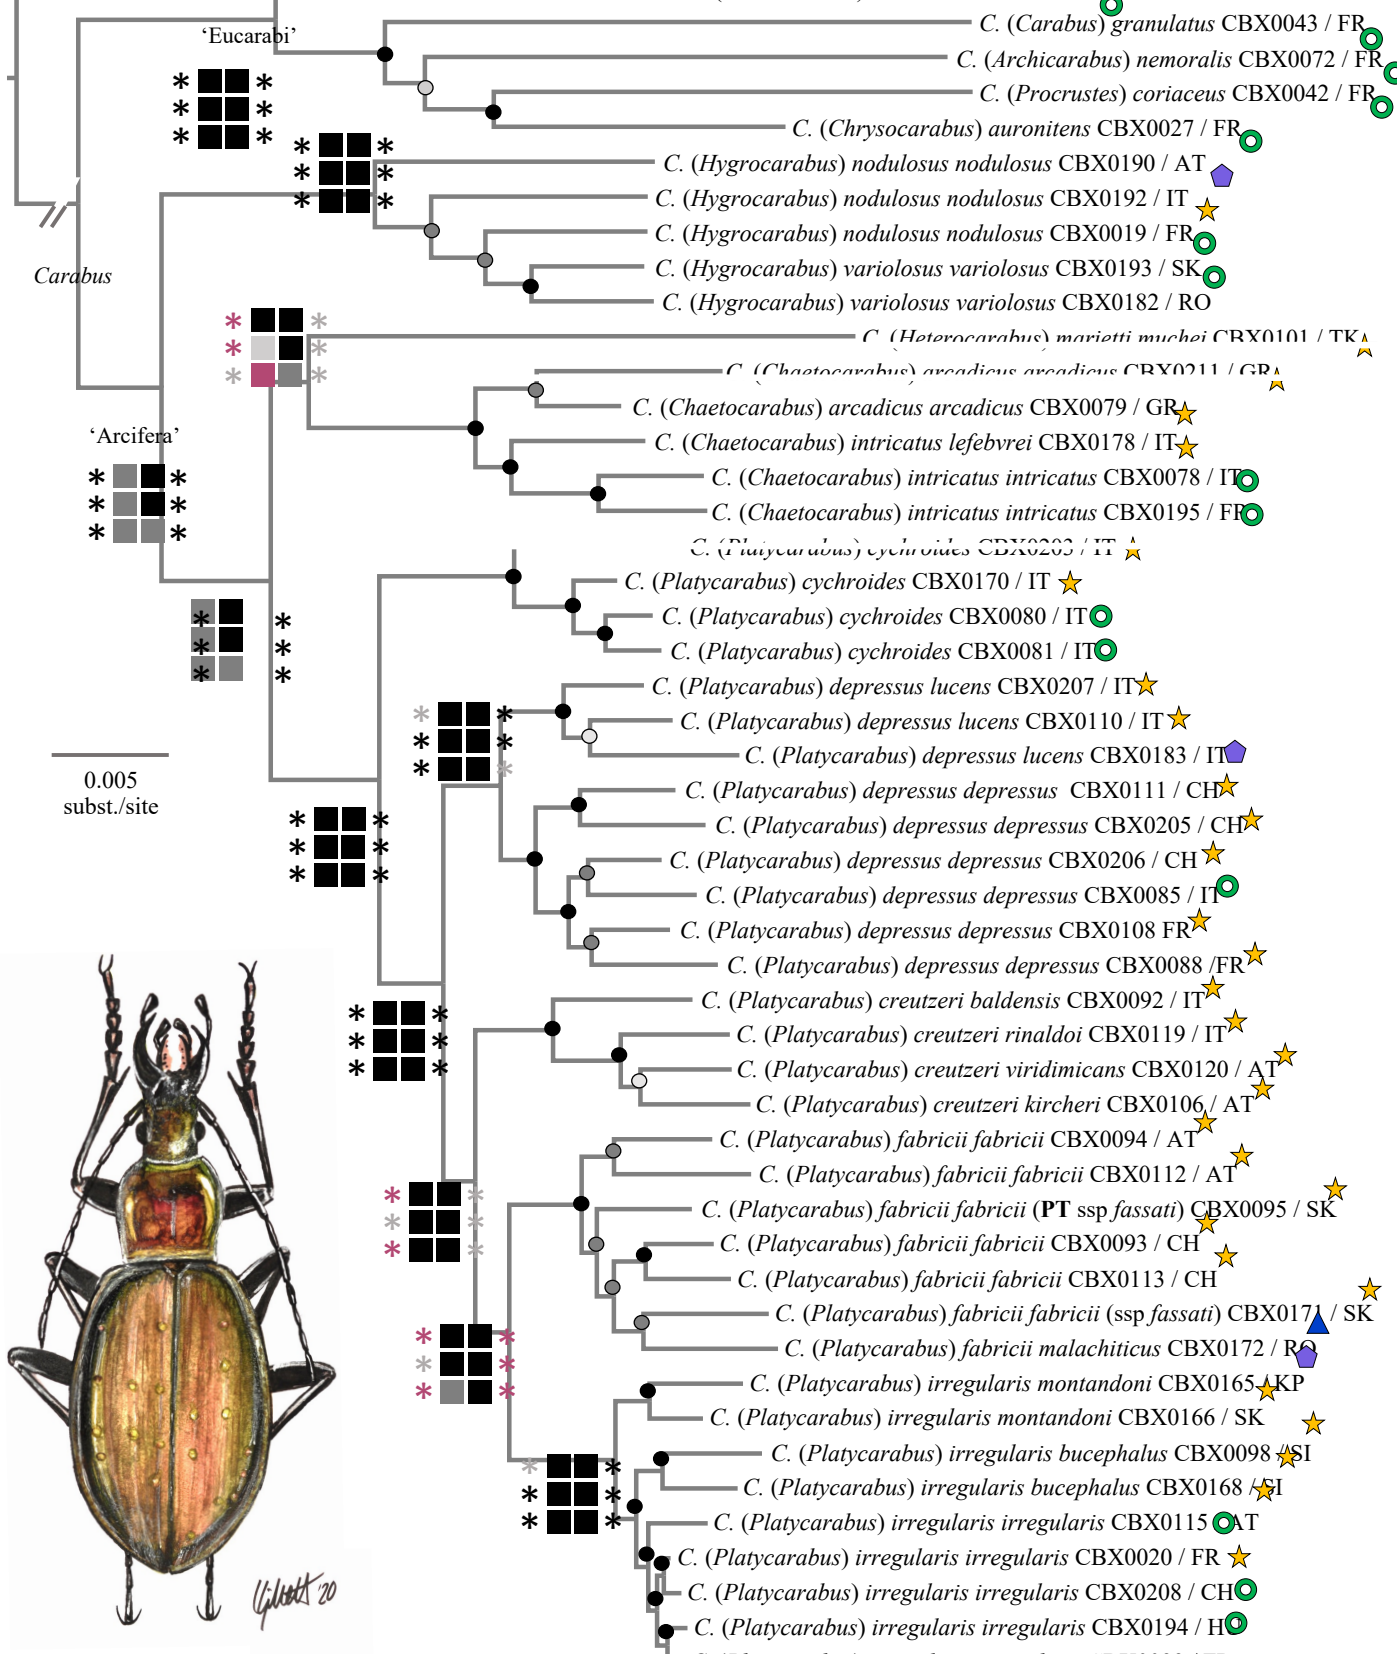 C. (Carabus) granulatus CBX0043 / FR
'Eucarabi'
C. (Archicarabus) nemoralis CBX0072 / FR
C. (Procrustes) coriaceus CBX0042 / FR
C. (Chrysocarabus) auronitens CBX0027 / FR
C. (Hygrocarabus) nodulosus nodulosus CBX0190 / AT
C. (Hygrocarabus) nodulosus nodulosus CBX0192 / IT
C. (Hygrocarabus) nodulosus nodulosus CBX0019 / FR
C. (Hygrocarabus) variolosus variolosus CBX0193 / SK
Carabus
C. (Hygrocarabus) variolosus variolosus CBX0182 / RO
C. (Heterocarabus) marietti muchei CBX0101 / TK
C. (Chaetocarabus) arcadicus arcadicus CBX0211 / GR
C. (Chaetocarabus) arcadicus arcadicus CBX0079 / GR
'Arcifera'
C. (Chaetocarabus) intricatus lefebvrei CBX0178 / IT
C. (Chaetocarabus) intricatus intricatus CBX0078 / IT
C. (Chaetocarabus) intricatus intricatus CBX0195 / FR
C. (Platycarabus) cychroides CBX0203 / IT
C. (Platycarabus) cychroides CBX0170 / IT
C. (Platycarabus) cychroides CBX0080 / IT
C. (Platycarabus) cychroides CBX0081 / IT
C. (Platycarabus) depressus lucens CBX0207 / IT
C. (Platycarabus) depressus lucens CBX0110 / IT
C. (Platycarabus) depressus lucens CBX0183 / IT
0.005
subst./site
C. (Platycarabus) depressus depressus CBX0111 / CH
C. (Platycarabus) depressus depressus CBX0205 / CH
C. (Platycarabus) depressus depressus CBX0206 / CH
C. (Platycarabus) depressus depressus CBX0085 / IT
C. (Platycarabus) depressus depressus CBX0108 FR
C. (Platycarabus) depressus depressus CBX0088 /FR
C. (Platycarabus) creutzeri baldensis CBX0092 / IT
C. (Platycarabus) creutzeri rinaldoi CBX0119 / IT
C. (Platycarabus) creutzeri viridimicans CBX0120 / AT
C. (Platycarabus) creutzeri kircheri CBX0106 / AT
C. (Platycarabus) fabricii fabricii CBX0094 / AT
C. (Platycarabus) fabricii fabricii CBX0112 / AT
C. (Platycarabus) fabricii fabricii (PT ssp fassati) CBX0095 / SK
C. (Platycarabus) fabricii fabricii CBX0093 / CH
C. (Platycarabus) fabricii fabricii CBX0113 / CH
C. (Platycarabus) fabricii fabricii (ssp fassati) CBX0171 / SK
C. (Platycarabus) fabricii malachiticus CBX0172 / RO
C. (Platycarabus) irregularis montandoni CBX0165 / KP
C. (Platycarabus) irregularis montandoni CBX0166 / SK
C. (Platycarabus) irregularis bucephalus CBX0098 / SI
C. (Platycarabus) irregularis bucephalus CBX0168 / SI
C. (Platycarabus) irregularis irregularis CBX0115 / AT
C. (Platycarabus) irregularis irregularis CBX0020 / FR
C. (Platycarabus) irregularis irregularis CBX0208 / CH
'20
C. (Platycarabus) irregularis irregularis CBX0194 / H